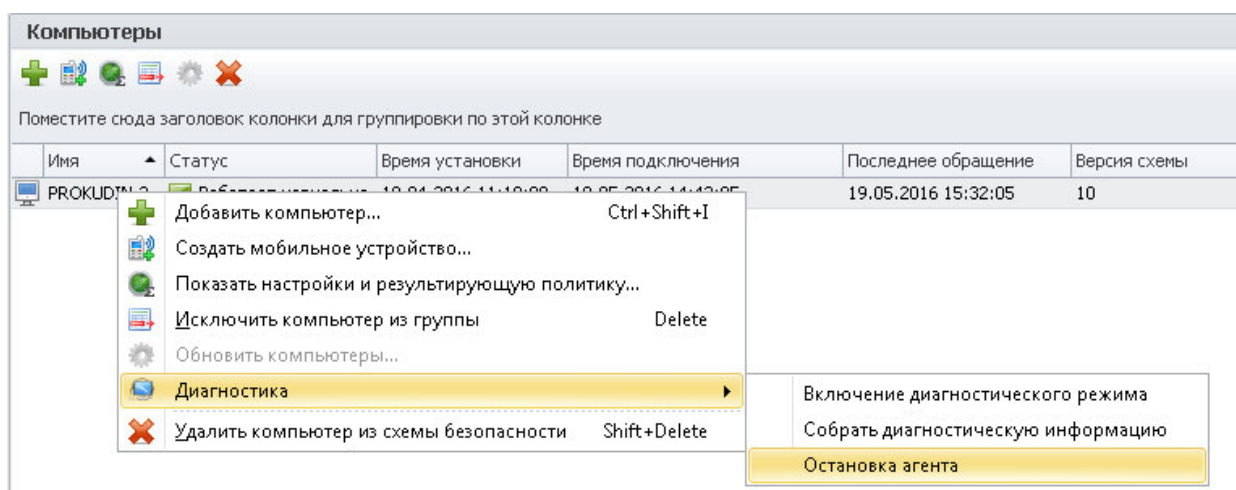 Компьютеры
Поместите сюда заголовок колонки для группировки по этой колонке
Имя Статус Время установки Время подключения Последнее обращение Версия схемы
19.05.2016 15:32:05 10
Добавить компьютер... Ctrl+Shift+I
Создать мобильное устройство...
Показать настройки и результирующую политику...
Исключить компьютер из группы Delete
Обновить компьютеры...
Диагностика
Включение диагностического режима
Удалить компьютер из схемы безопасности Shift+Delete
Собрать диагностическую информацию
Остановка агента